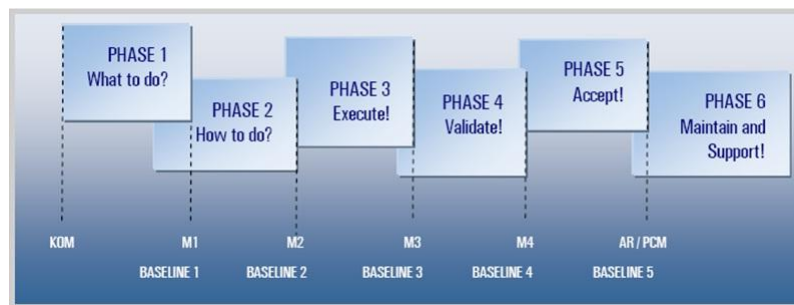 PHASE 1
What to do?
PHASE 2
How to do?
PHASE 3
Execute!
PHASE 4
Validate!
PHASE 5
Accept!
PHASE 6
Maintain and
Support!
KOM M1 M2 M3 M4 AR / PCM
BASELINE 1 BASELINE 2 BASELINE 3 BASELINE 4 BASELINE 5